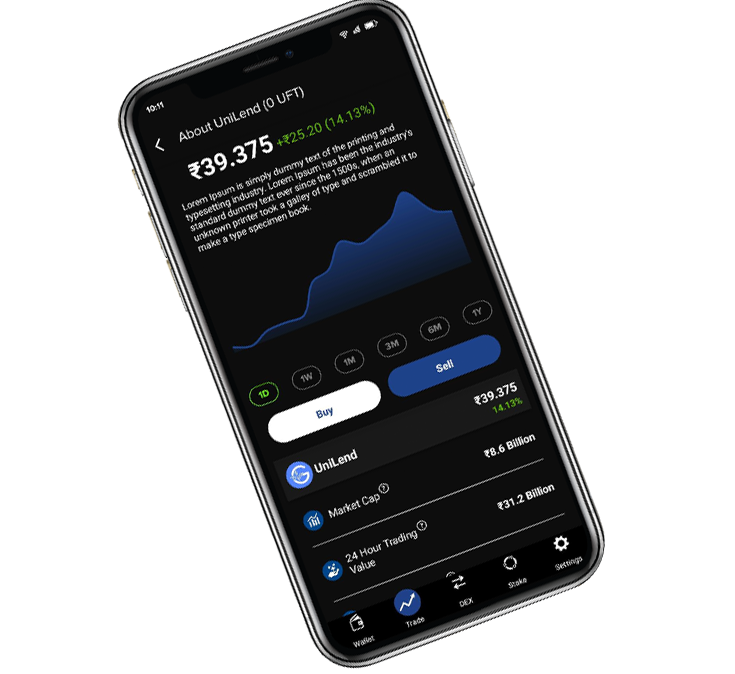 10:11
About UniLend (0 UFT)
₹39.375 +₹25.20 (14.13%)
Lorem Ipsum is simply dummy text of the printing and
typesetting industry. Lorem Ipsum has been the industry's
standard dummy text ever since the 1500s, when an
unknown printer took a galley of type and scrambled it to
make a type specimen book.
1D 1W 1M 3M 6M 1Y
Buy Sell
UniLend ₹39.375
14.13%
Market Cap ? ₹8.6 Billion
24 Hour Trading ? ₹31.2 Billion
Value
Wallet Trade DEX Stake Settings